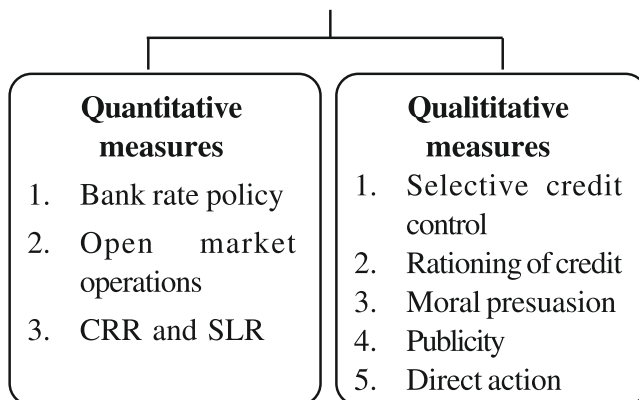 Quantitative
measures
1. Bank rate policy
2. Open market
operations
3. CRR and SLR
Qualititative
measures
1. Selective credit
control
2. Rationing of credit
3. Moral presuasion
4. Publicity
5. Direct action